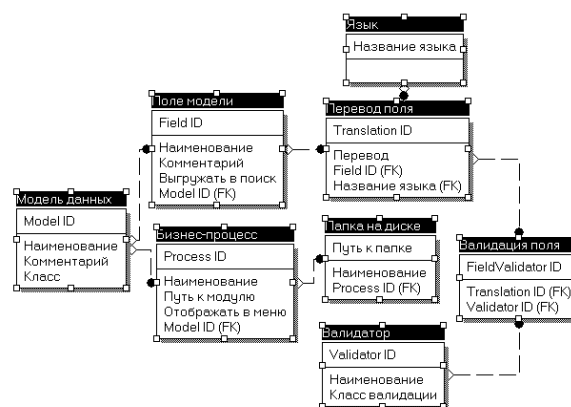 Язык
Название языка
Поле модели
Field ID
Наименование
Комментарий
Выгружать в поиск
Model ID (FK)
Перевод поля
Translation ID
Перевод
Field ID (FK)
Название языка (FK)
Модель данных
Model ID
Наименование
Комментарий
Класс
Бизнес-процесс
Process ID
Наименование
Путь к модулю
Отображать в меню
Model ID (FK)
Папка на диске
Путь к папке
Наименование
Process ID (FK)
Валидация поля
FieldValidator ID
Translation ID (FK)
Validator ID (FK)
Валидатор
Validator ID
Наименование
Класс валидации